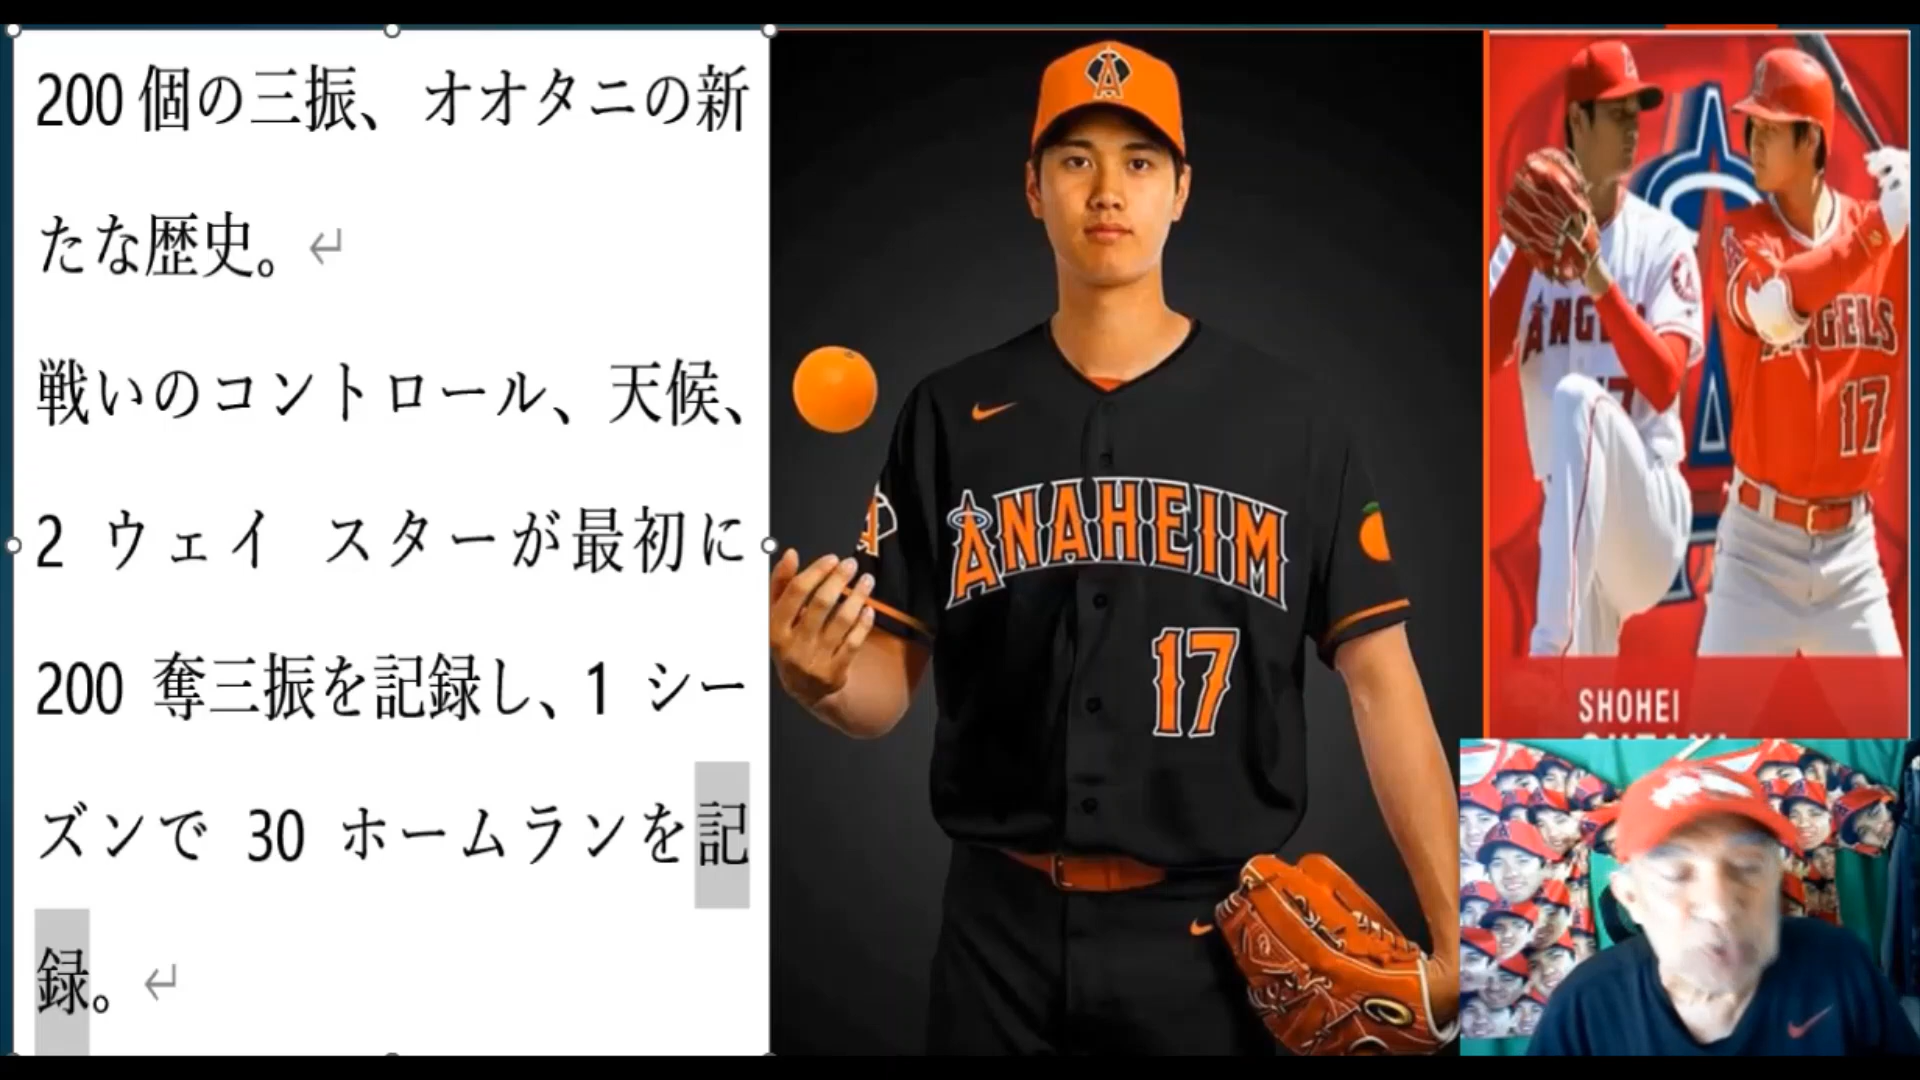 200 個の三振、オオタニの新
たな歴史。
戦いのコントロール、天候、
2 ウェイ スターが最初に
200 奪三振を記録し、1 シー
ズンで 30 ホームランを記
録。
ANAHEIM
17
ANGELS
17
SHOHEI